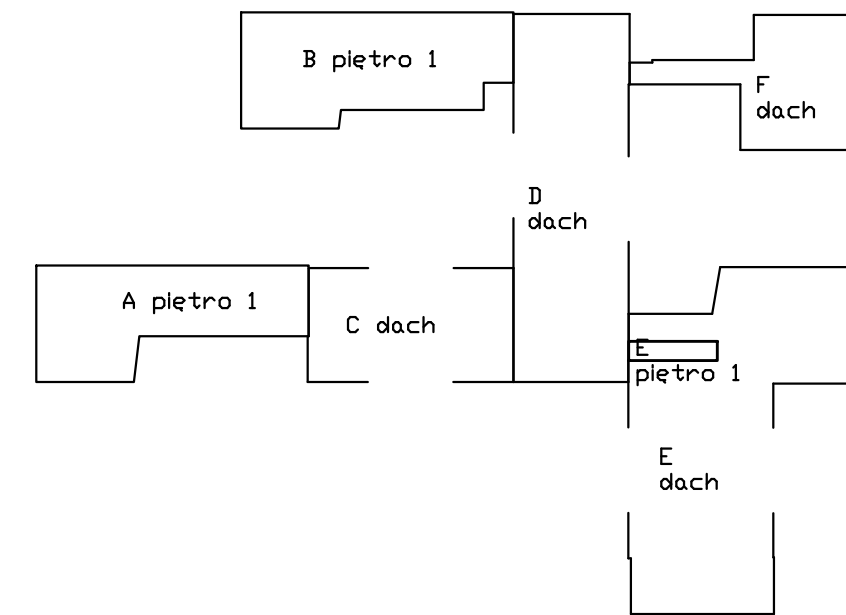 B piętro 1
F
dach
D
dach
A piętro 1
C dach
E
piętro 1
E
dach